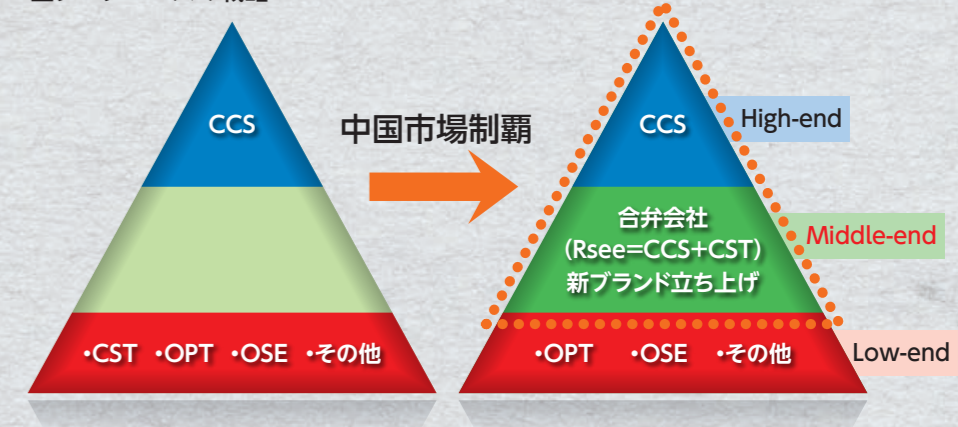 CCS
・CST ・OPT ・OSE ・その他
中国市場制覇
CCS
High-end
合弁会社
(Rsee=CCS+CST)
新ブランド立ち上げ
Middle-end
・OPT ・OSE ・その他
Low-end